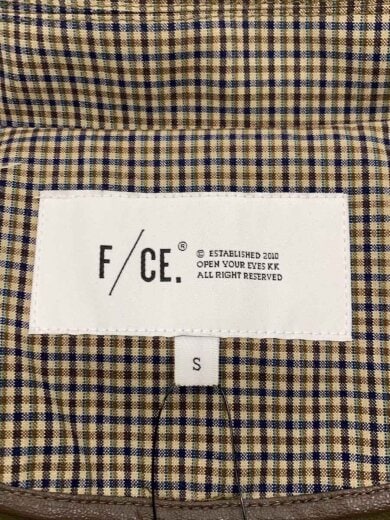 F/CE.®
© ESTABLISHED 2010
OPEN YOUR EYES KK
ALL RIGHT RESERVED
S